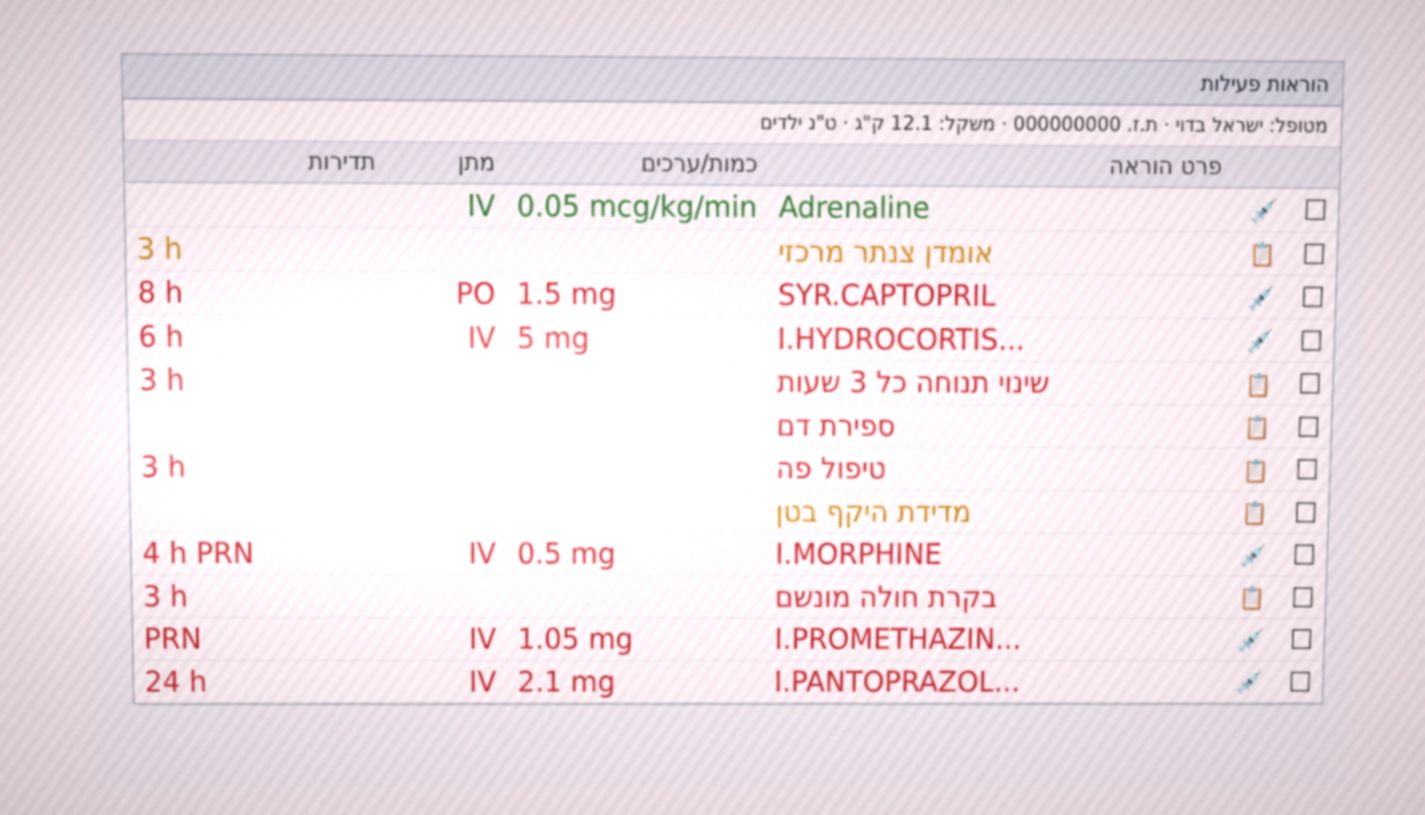 הוראות פעילות
מטופל: ישראל בדוי · ת.ז. 000000000 · משקל: 12.1 ק"ג · ט"נ ילדים
פרט הוראה כמות/ערכים מתן תדירות
Adrenaline 0.05 mcg/kg/min IV
אומדן צנתר מרכזי 3 h
SYR.CAPTOPRIL 1.5 mg PO 8 h
I.HYDROCORTIS... 5 mg IV 6 h
שינוי תנוחה כל 3 שעות 3 h
ספירת דם
טיפול פה 3 h
מדידת היקף בטן
I.MORPHINE 0.5 mg IV 4 h PRN
בקרת חולה מונשם 3 h
I.PROMETHAZIN... 1.05 mg IV PRN
I.PANTOPRAZOL... 2.1 mg IV 24 h